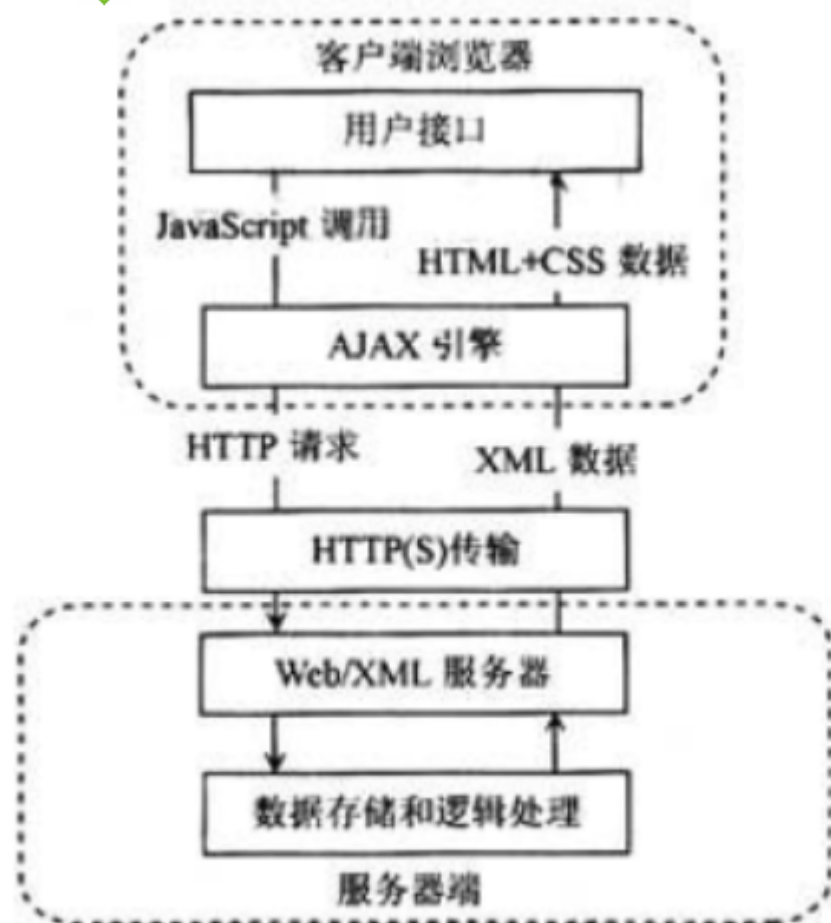 客户端浏览器
用户接口
JavaScript 调用
HTML+CSS 数据
AJAX 引擎
HTTP 请求
XML 数据
HTTP(S)传输
Web/XML 服务器
数据存储和逻辑处理
服务器端